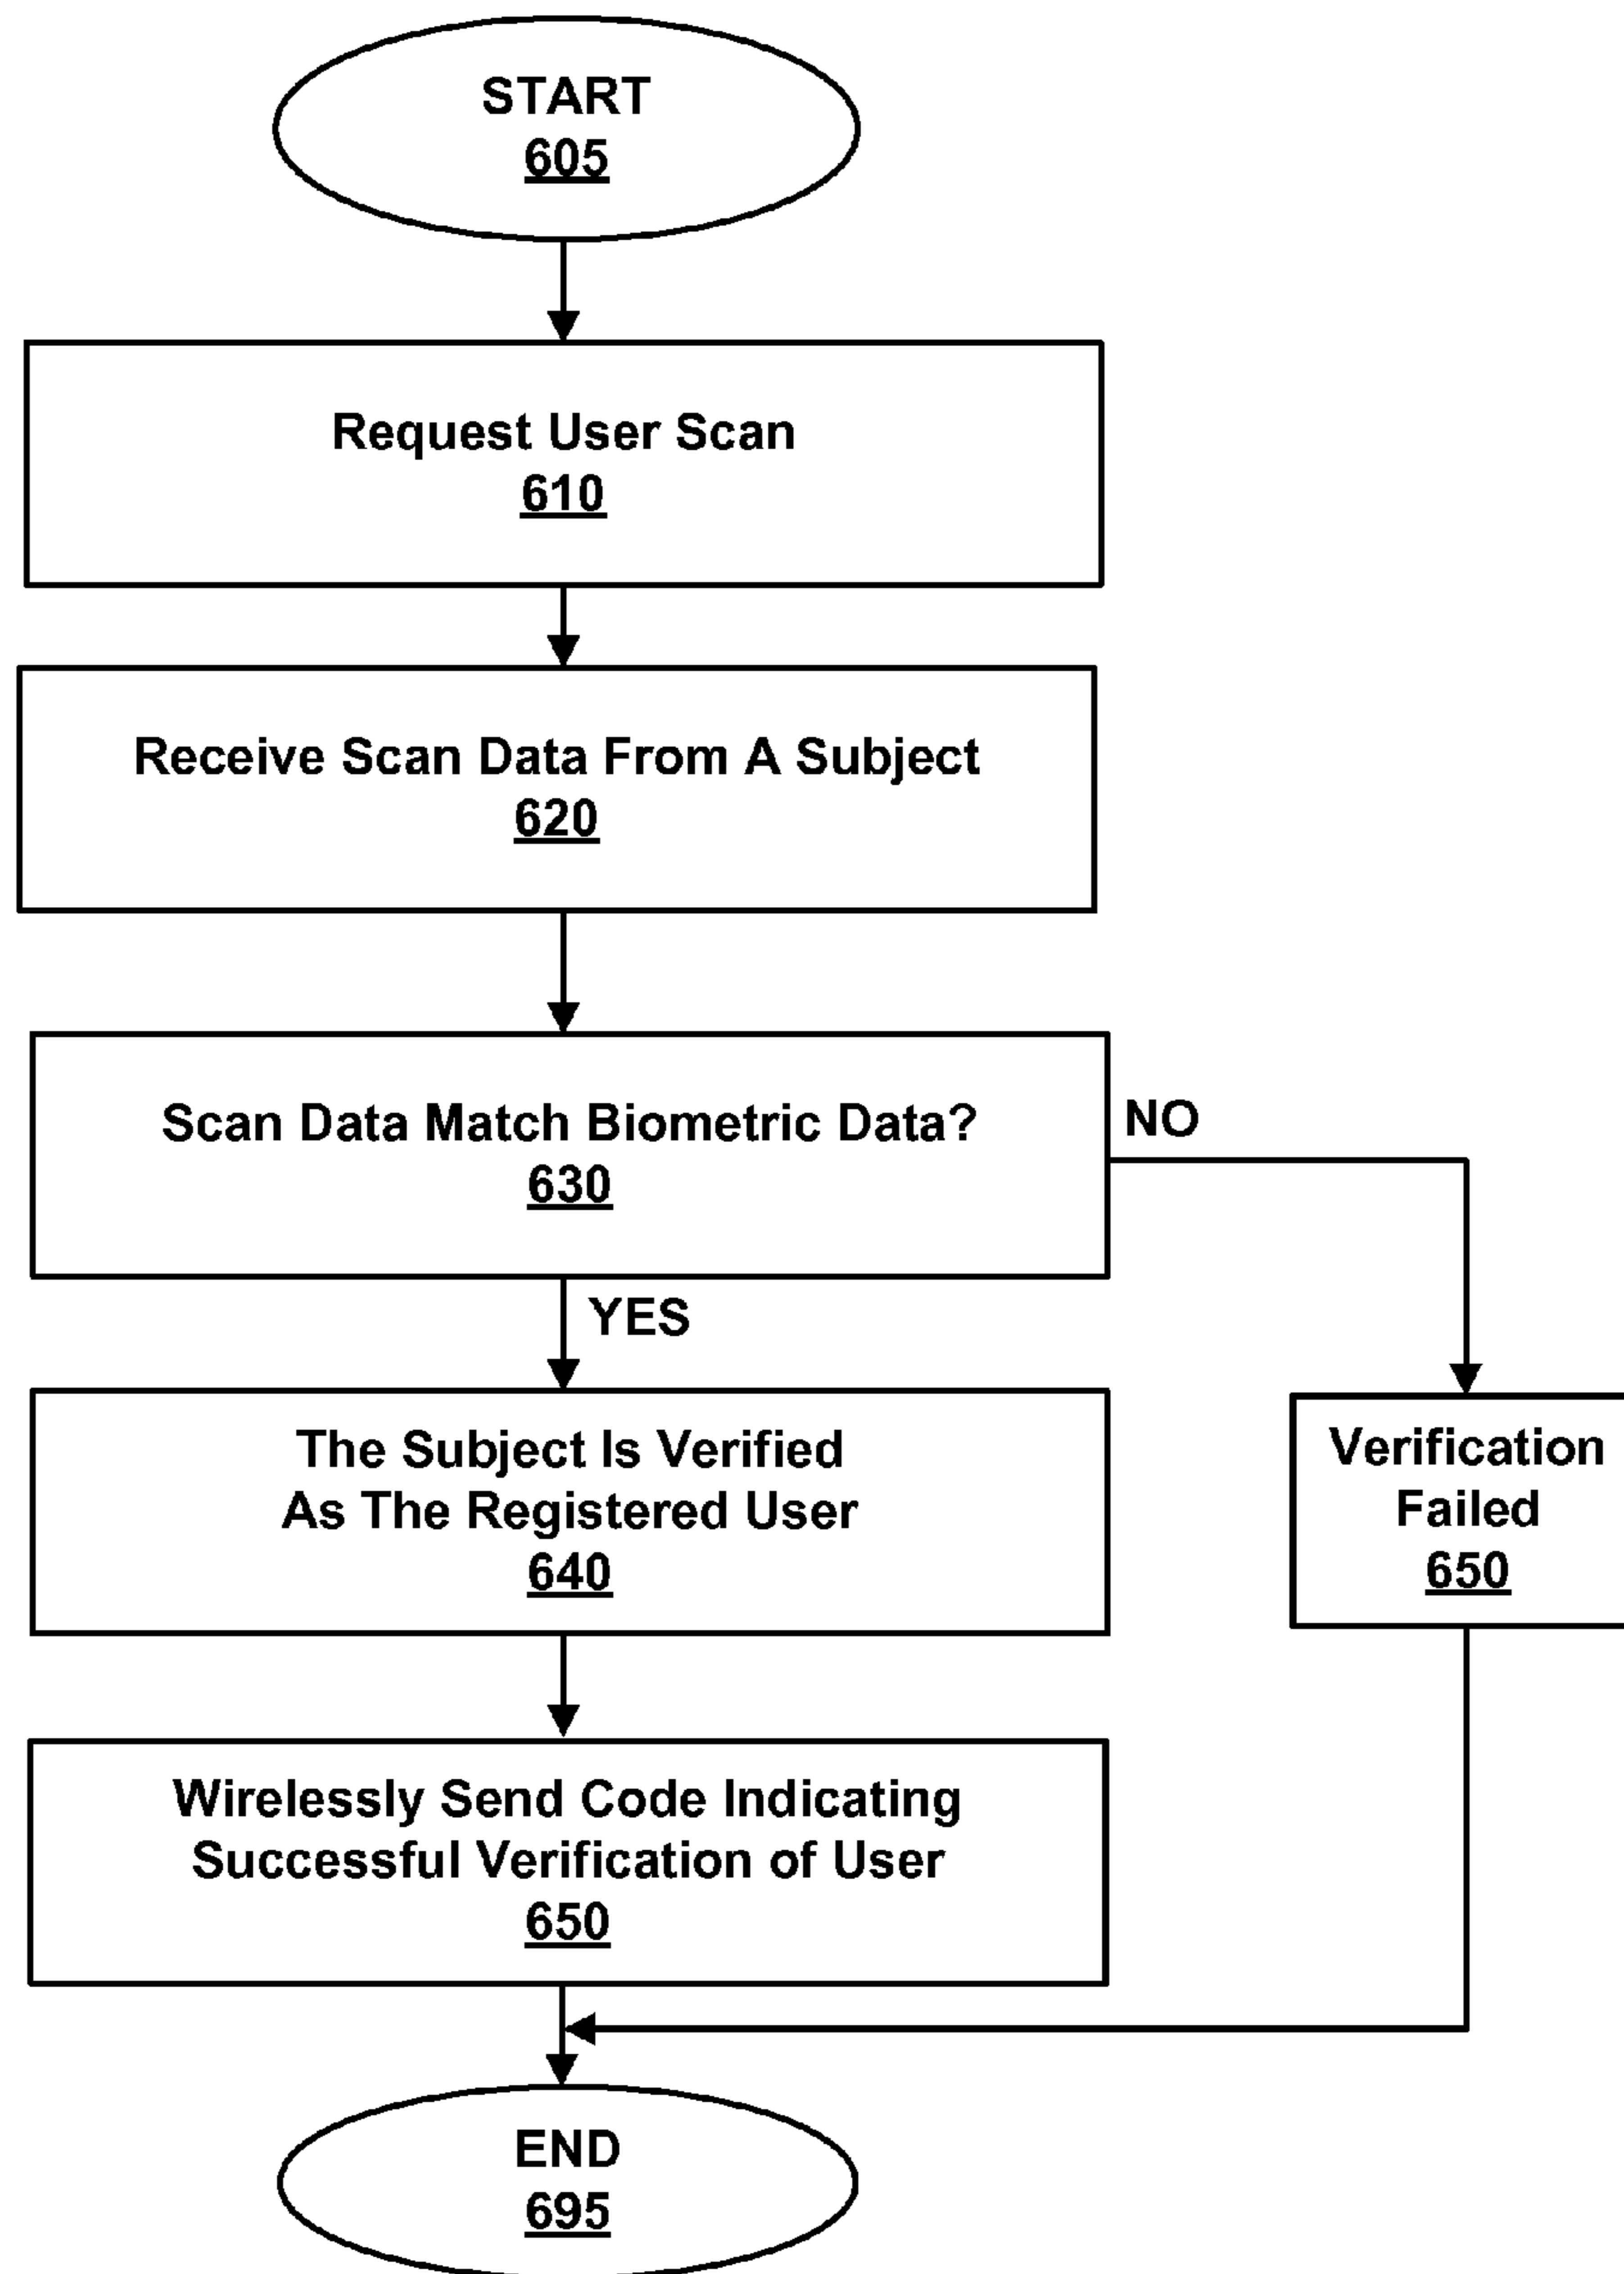 START
605
Request User Scan
610
Receive Scan Data From A Subject
620
Scan Data Match Biometric Data?
630
NO
YES
The Subject Is Verified
As The Registered User
640
Verification
Failed
650
Wirelessly Send Code Indicating
Successful Verification of User
650
END
695